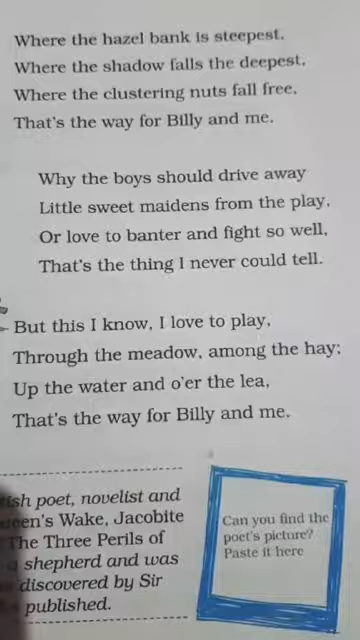 Where the hazel bank is steepest,
Where the shadow falls the deepest,
Where the clustering nuts fall free,
That's the way for Billy and me.
Why the boys should drive away
Little sweet maidens from the play,
Or love to banter and fight so well,
That's the thing I never could tell.
But this I know, I love to play,
Through the meadow, among the hay;
Up the water and o'er the lea,
That's the way for Billy and me.
poet, novelist and
Wake, Jacobite
The Three Perils of
shepherd and was
discovered by Sir
published.
Can you find the
poet's picture?
Paste it here